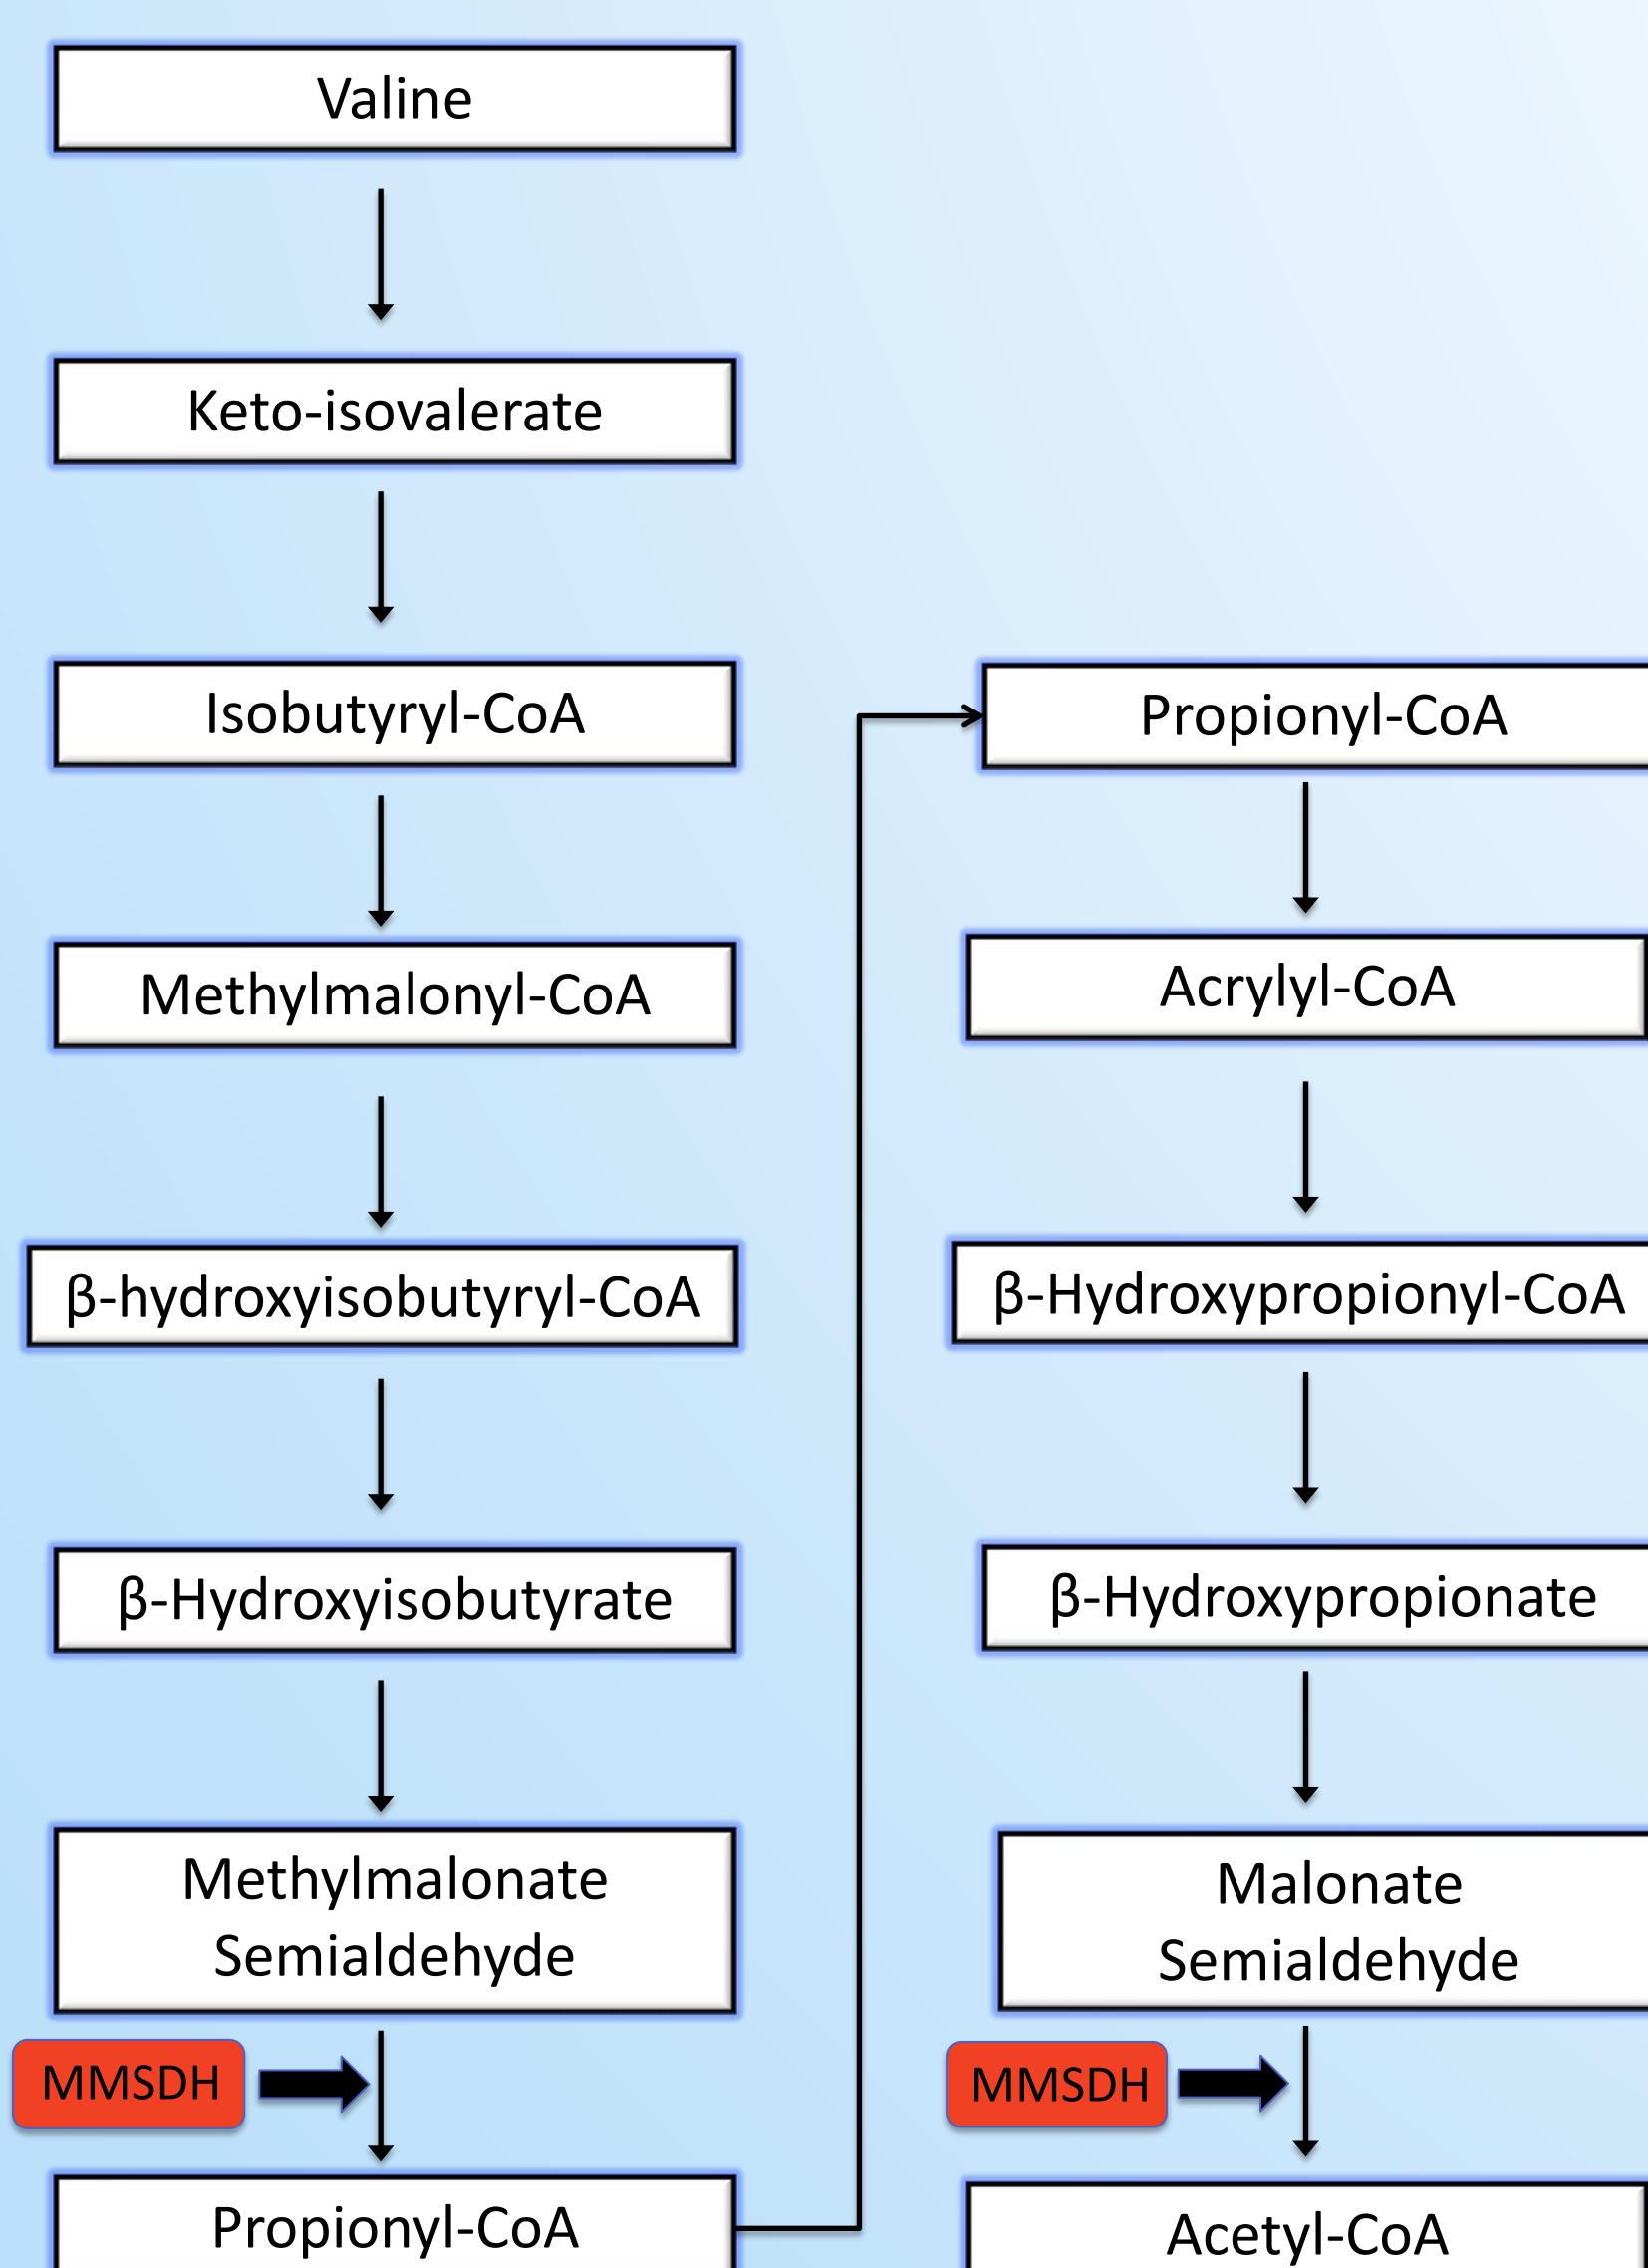 Valine
Keto-isovalerate
Isobutyryl-CoA
Methylmalonyl-CoA
β-hydroxyisobutyryl-CoA
β-Hydroxyisobutyrate
Methylmalonate
Semialdehyde
MMSDH
Propionyl-CoA
Propionyl-CoA
Acrylyl-CoA
β-Hydroxypropionyl-CoA
β-Hydroxypropionate
Malonate
Semialdehyde
MMSDH
Acetyl-CoA